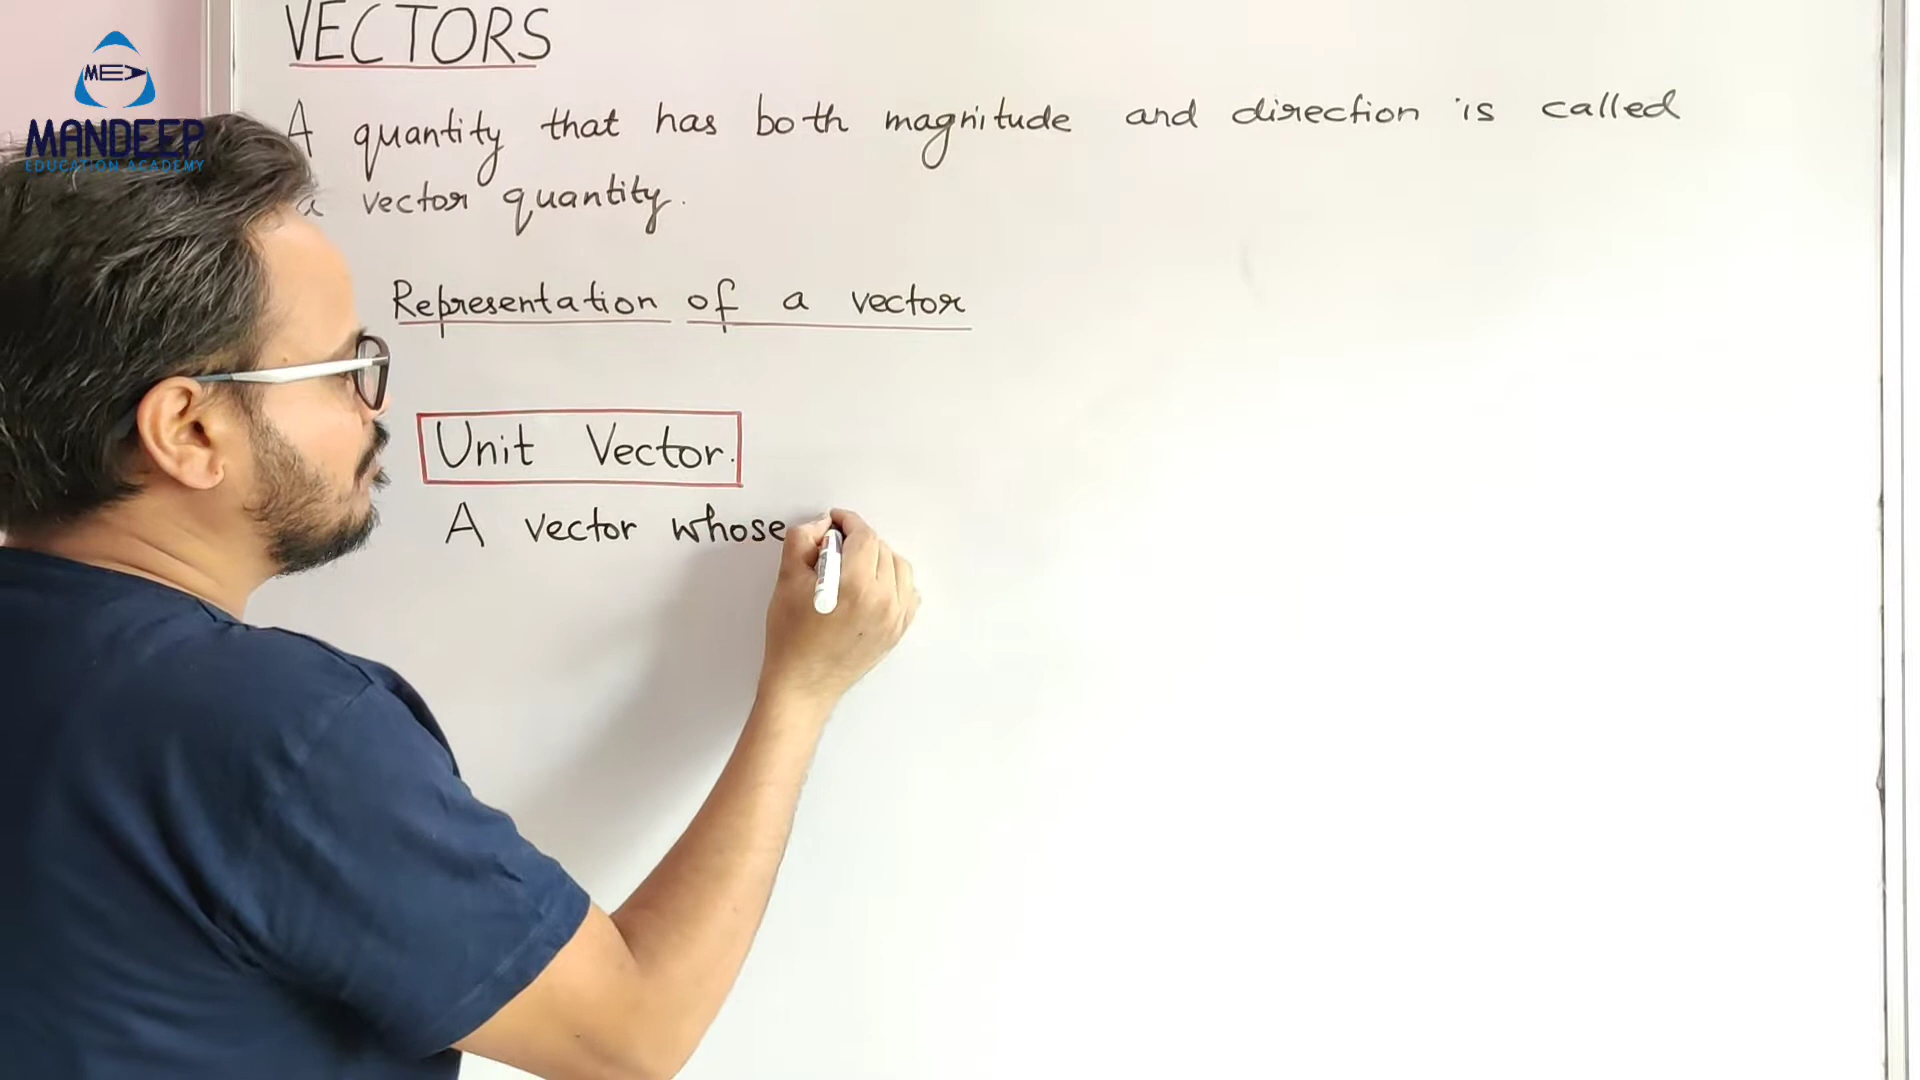 VECTORS
MEA
MANDEEP
EDUCATION ACADEMY
A quantity that has both magnitude and direction is called
a vector quantity.
Representation of a vector
Unit Vector.
A vector whose